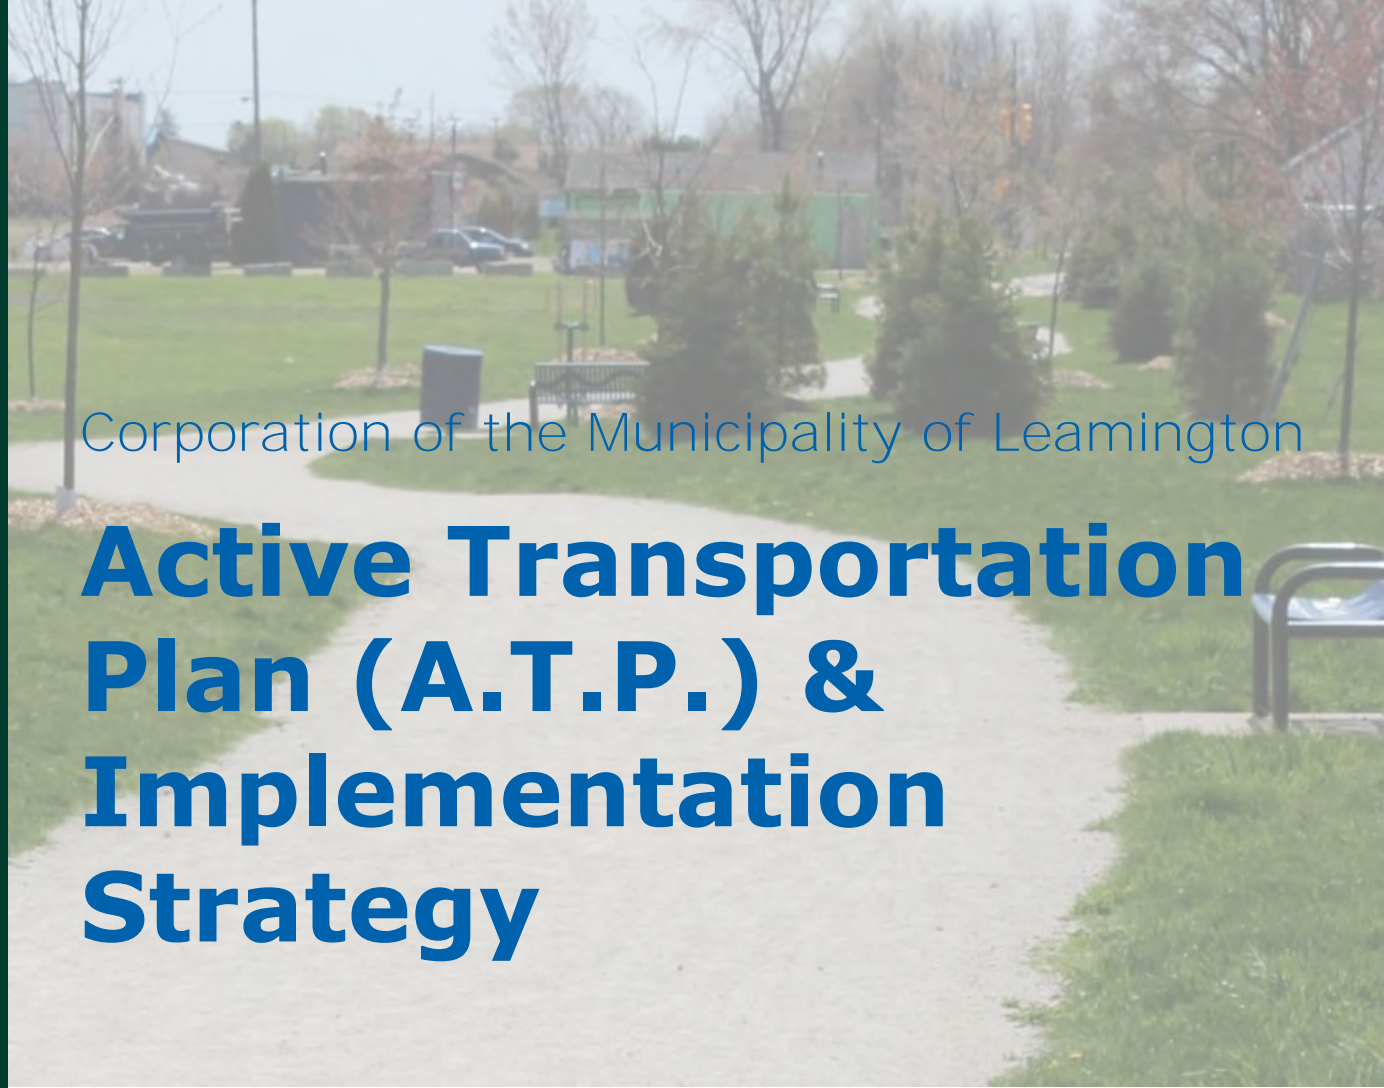 Corporation of the Municipality of Leamington
Active Transportation
Plan (A.T.P.) &
Implementation
Strategy